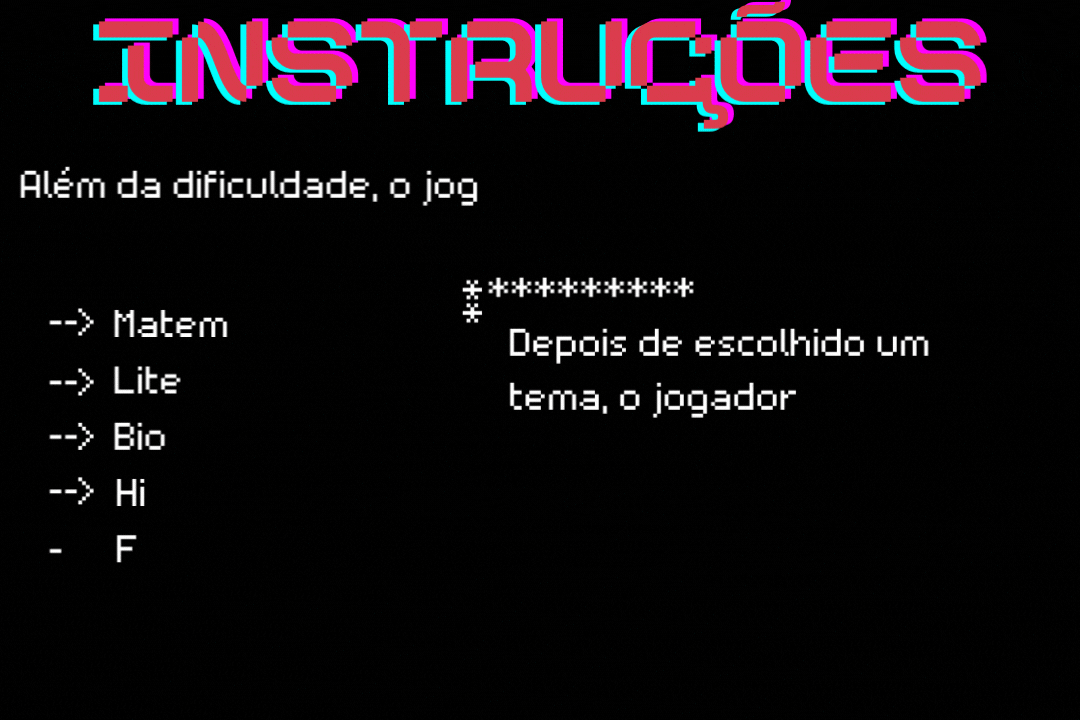 INSTRUÇÕES
Além da dificuldade, o jog
--> Matem
--> Lite
--> Bio
--> Hi
- F
**********
*
Depois de escolhido um
tema, o jogador